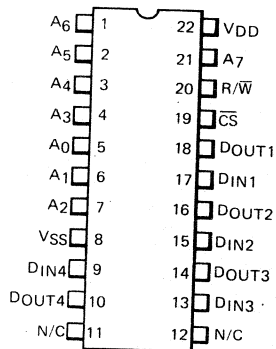 A6 1 22 VDD
A5 2 21 A7
A4 3 20 R/W̅
A3 4 19 C̅S̅
A0 5 18 DOUT1
A1 6 17 DIN1
A2 7 16 DOUT2
VSS 8 15 DIN2
DIN4 9 14 DOUT3
DOUT4 10 13 DIN3
N/C 11 12 N/C